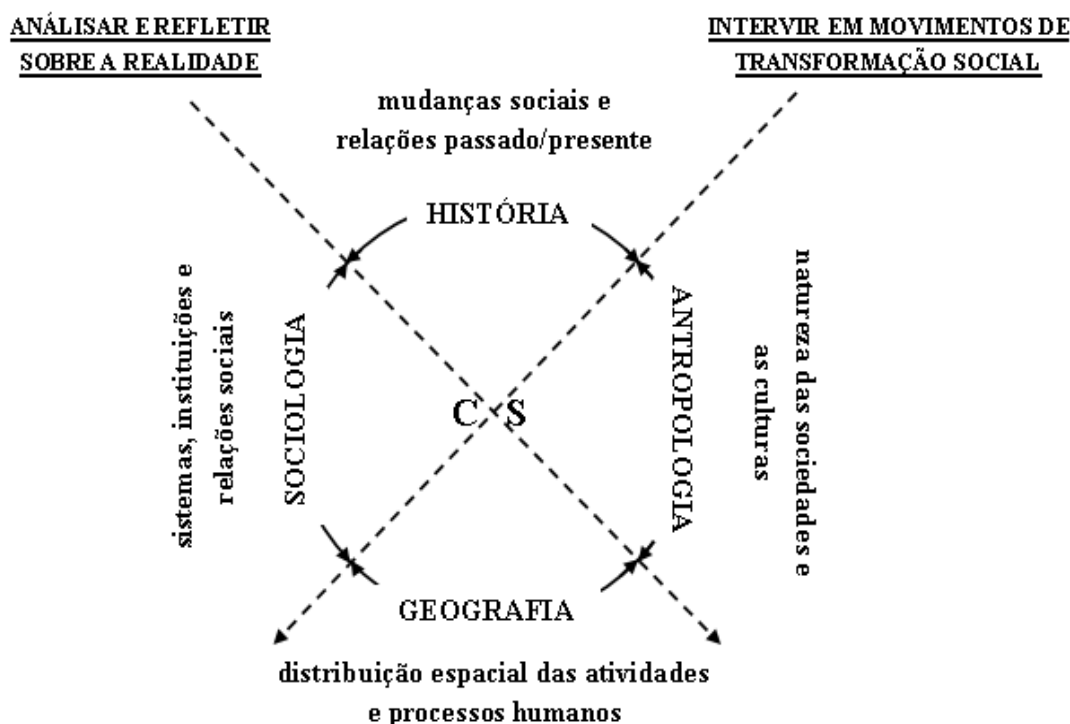 ANÁLISAR E REFLETIR
SOBRE A REALIDADE
INTERVIR EM MOVIMENTOS DE
TRANSFORMAÇÃO SOCIAL
mudanças sociais e
relações passado/presente
HISTÓRIA
sistemas, instituições e
relações sociais
SOCIOLOGIA
C S
ANTROPOLOGIA
natureza das sociedades e
as culturas
GEOGRAFIA
distribuição espacial das atividades
e processos humanos